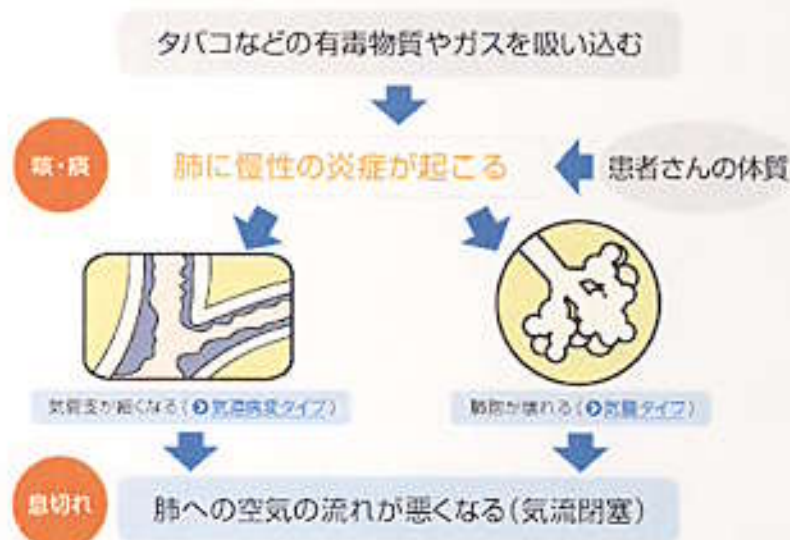 タバコなどの有毒物質やガスを吸い込む
咳・痰
肺に慢性の炎症が起こる
患者さんの体質
気管支が細くなる(気道病変タイプ)
肺胞が壊れる(気腫タイプ)
息切れ
肺への空気の流れが悪くなる(気流閉塞)